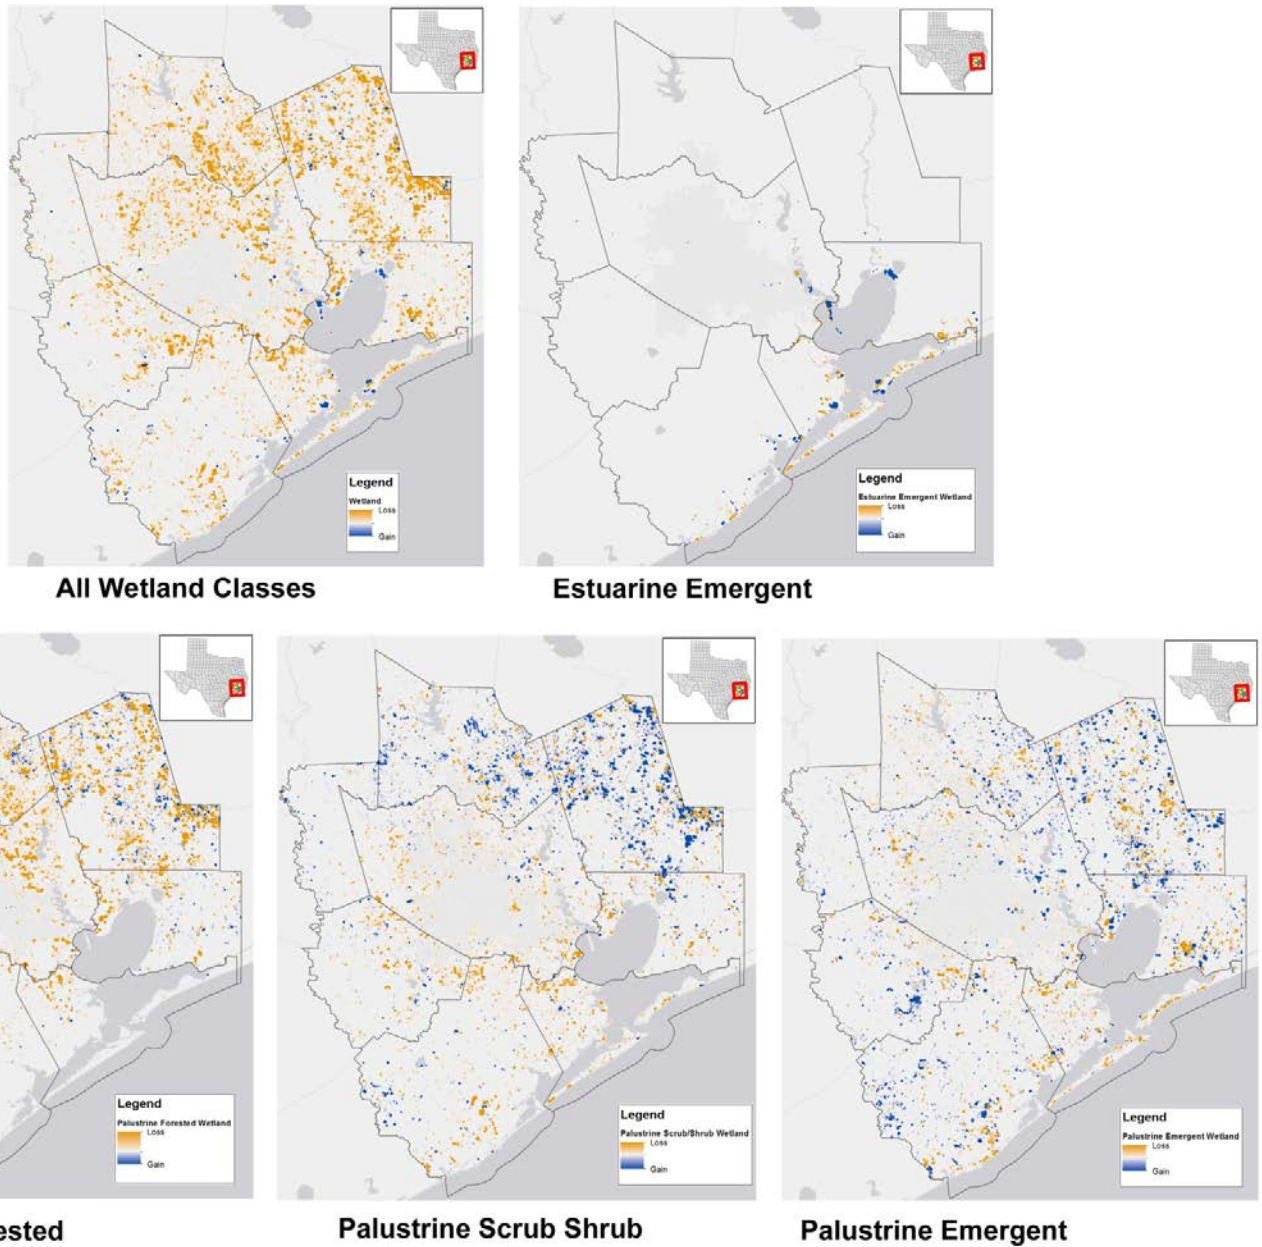 Legend
Wetland
Loss
Gain
Legend
Estuarine Emergent Wetland
Loss
Gain
All Wetland Classes
Estuarine Emergent
Legend
Palustrine Forested Wetland
Loss
Gain
Legend
Palustrine Scrub/Shrub Wetland
Loss
Gain
Legend
Palustrine Emergent Wetland
Loss
Gain
ested
Palustrine Scrub Shrub
Palustrine Emergent